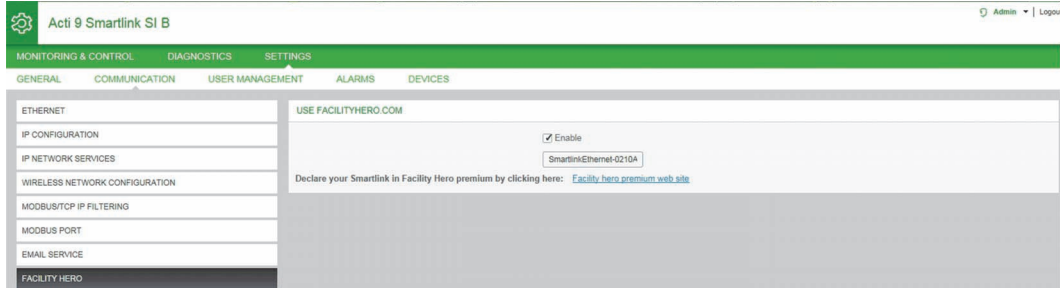 Acti 9 Smartlink SI B
Admin | Logou
MONITORING & CONTROL DIAGNOSTICS SETTINGS
GENERAL COMMUNICATION USER MANAGEMENT ALARMS DEVICES
ETHERNET
IP CONFIGURATION
IP NETWORK SERVICES
WIRELESS NETWORK CONFIGURATION
MODBUS/TCP IP FILTERING
MODBUS PORT
EMAIL SERVICE
FACILITY HERO
USE FACILITYHERO.COM
Enable
SmartlinkEthernet-0210A
Declare your Smartlink in Facility Hero premium by clicking here: Facility hero premium web site